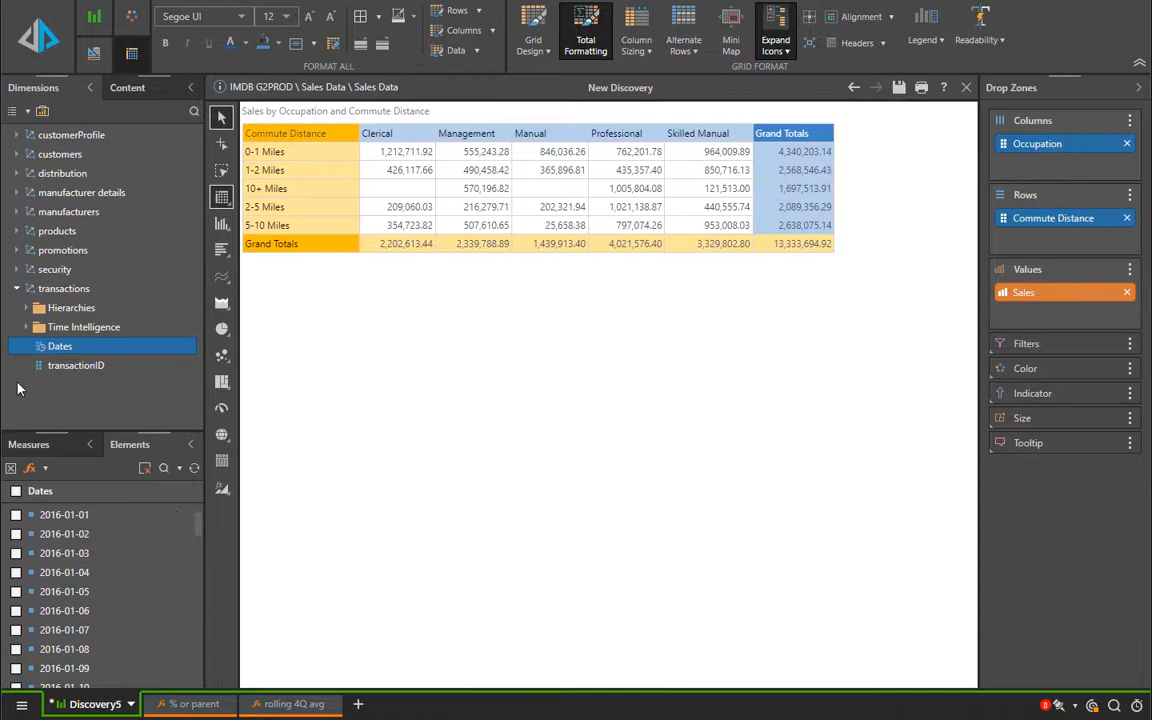 Segoe UI 12
Rows
Columns
Data
Grid Design
Total Formatting
Column Sizing
Alternate Rows
Mini Map
Expand Icons
Alignment
Headers
Legend
Readability
FORMAT ALL
GRID FORMAT
Dimensions Content
IMDB G2PROD \ Sales Data \ Sales Data New Discovery ? Drop Zones
customerProfile
customers
distribution
manufacturer details
manufacturers
products
promotions
security
transactions
Hierarchies
Time Intelligence
Dates
transactionID
Measures Elements
Dates
2016-01-01
2016-01-02
2016-01-03
2016-01-04
2016-01-05
2016-01-06
2016-01-07
2016-01-08
2016-01-09
2016-01-10
Sales by Occupation and Commute Distance
Commute Distance Clerical Management Manual Professional Skilled Manual Grand Totals
0-1 Miles 1,212,711.92 555,243.28 846,036.26 762,201.78 964,009.89 4,340,203.14
1-2 Miles 426,117.66 490,458.42 365,896.81 435,357.40 850,716.13 2,568,546.43
10+ Miles 570,196.82 1,005,804.08 121,513.00 1,697,513.91
2-5 Miles 209,060.03 216,279.71 202,321.94 1,021,138.87 440,555.74 2,089,356.29
5-10 Miles 354,723.82 507,610.65 25,658.38 797,074.26 953,008.03 2,638,075.14
Grand Totals 2,202,613.44 2,339,788.89 1,439,913.40 4,021,576.40 3,329,802.80 13,333,694.92
Columns
Occupation
Rows
Commute Distance
Values
Sales
Filters
Color
Indicator
Size
Tooltip
* Discovery5 % or parent rolling 4Q avg 8